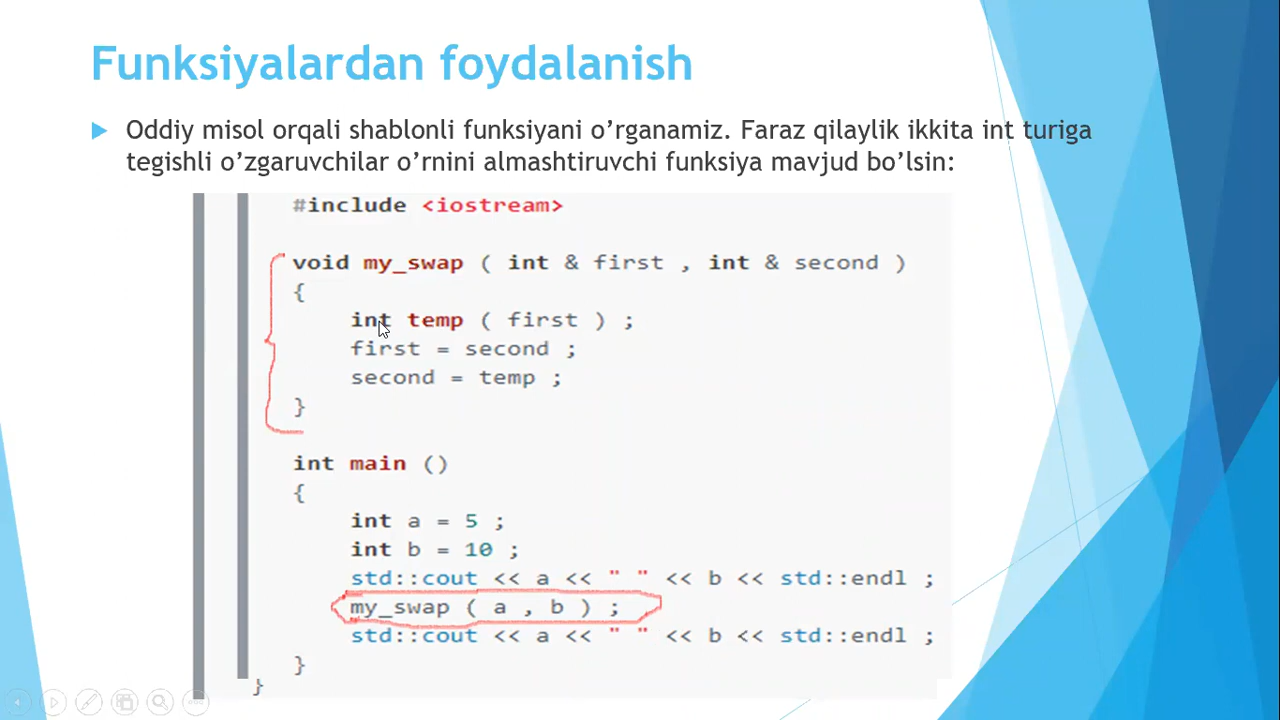 Funksiyalardan foydalanish
Oddiy misol orqali shablonli funksiyani o’rganamiz. Faraz qilaylik ikkita int turiga
tegishli o’zgaruvchilar o’rnini almashtiruvchi funksiya mavjud bo’lsin:
#include <iostream>
void my_swap ( int & first , int & second )
{
int temp ( first ) ;
first = second ;
second = temp ;
}
int main ()
{
int a = 5 ;
int b = 10 ;
std::cout << a << " " << b << std::endl ;
my_swap ( a , b ) ;
std::cout << a << " " << b << std::endl ;
}
}